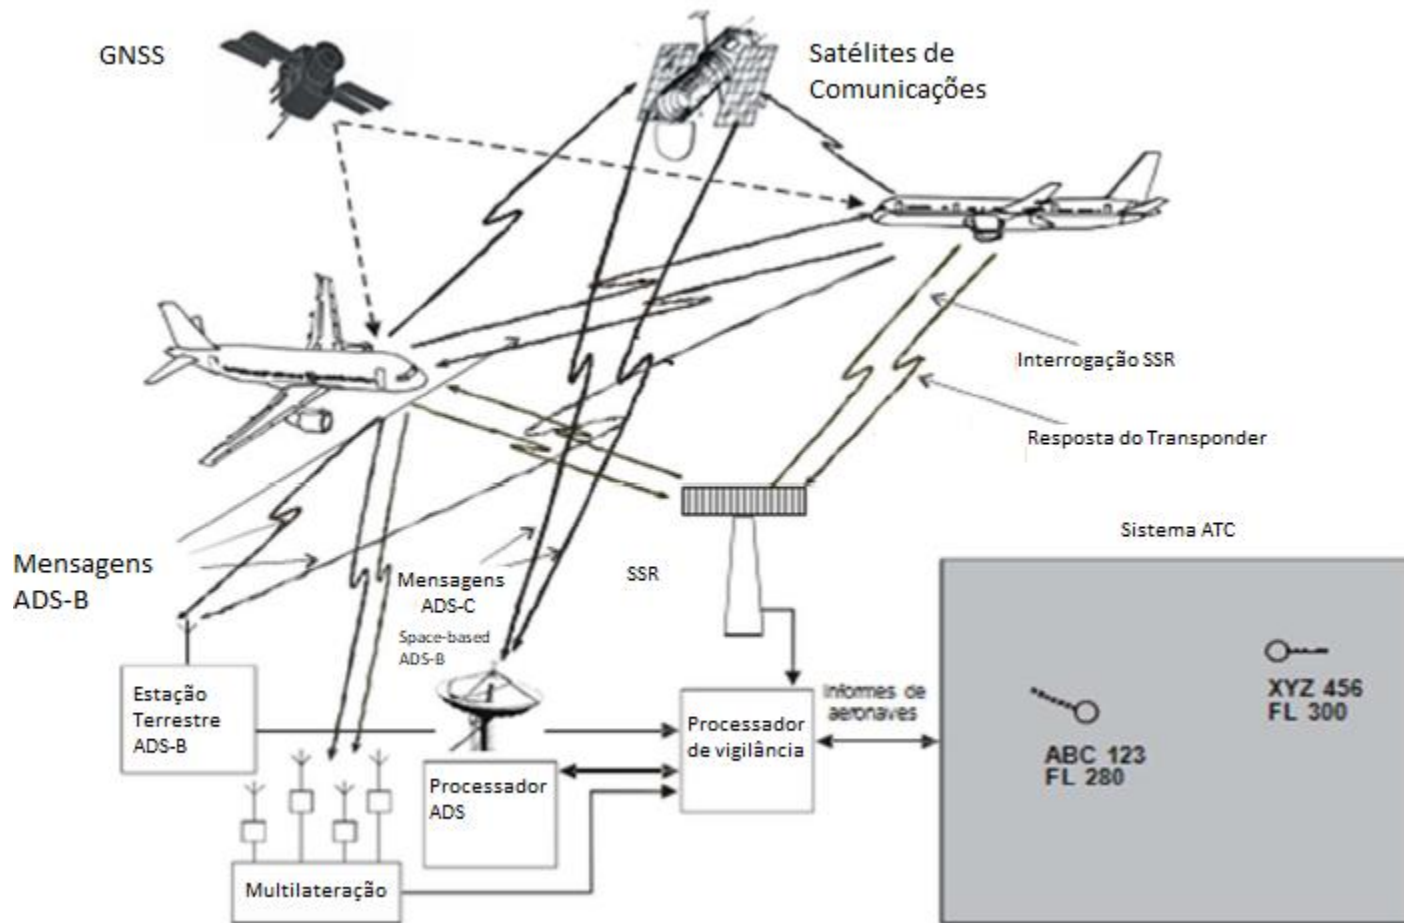 GNSS
Satélites de
Comunicações
Interrogação SSR
Resposta do Transponder
Sistema ATC
Mensagens
ADS-B
Mensagens
ADS-C
Space-based
ADS-B
SSR
Estação
Terrestre
ADS-B
Processador
ADS
Multilateração
Processador
de vigilância
Informes de
aeronaves
XYZ 456
FL 300
ABC 123
FL 280